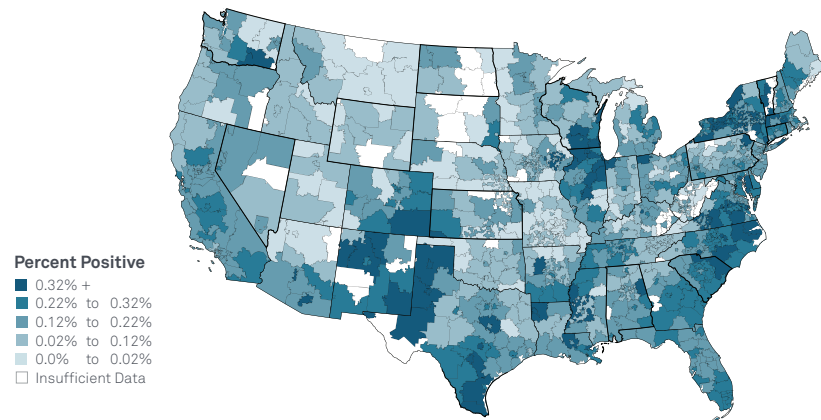 Percent Positive
0.32% +
0.22% to 0.32%
0.12% to 0.22%
0.02% to 0.12%
0.0% to 0.02%
Insufficient Data